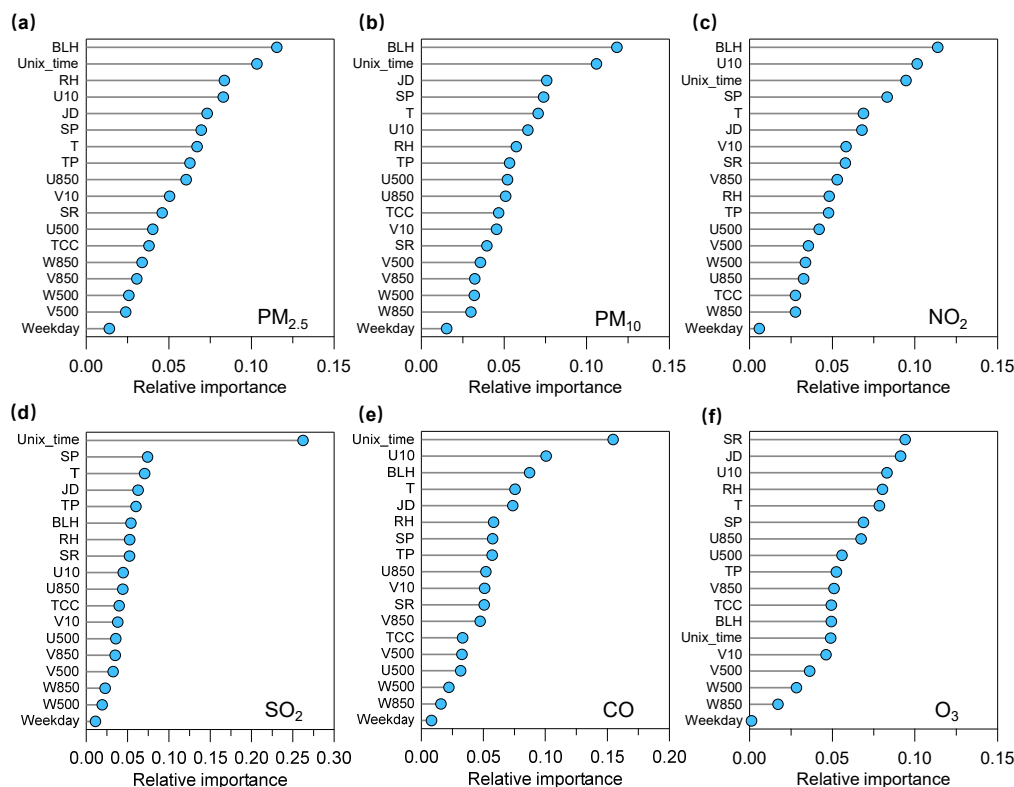 (a)
BLH
Unix_time
RH
U10
JD
SP
T
TP
U850
V10
SR
U500
TCC
W850
V850
W500
V500
Weekday
PM2.5
0.00 0.05 0.10 0.15
Relative importance
(b)
BLH
Unix_time
JD
SP
T
U10
RH
TP
U500
U850
TCC
V10
SR
V500
V850
W500
W850
Weekday
PM10
0.00 0.05 0.10 0.15
Relative importance
(c)
BLH
U10
Unix_time
SP
T
JD
V10
SR
V850
RH
TP
U500
V500
W500
U850
TCC
W850
Weekday
NO2
0.00 0.05 0.10 0.15
Relative importance
(d)
Unix_time
SP
T
JD
TP
BLH
RH
SR
U10
U850
TCC
V10
U500
V850
V500
W850
W500
Weekday
SO2
0.00 0.05 0.10 0.15 0.20 0.25 0.30
Relative importance
(e)
Unix_time
U10
BLH
T
JD
RH
SP
TP
U850
V10
SR
V850
TCC
V500
U500
W500
W850
Weekday
CO
0.00 0.05 0.10 0.15 0.20
Relative importance
(f)
SR
JD
U10
RH
T
SP
U850
U500
TP
V850
TCC
BLH
Unix_time
V10
V500
W500
W850
Weekday
O3
0.00 0.05 0.10 0.15
Relative importance